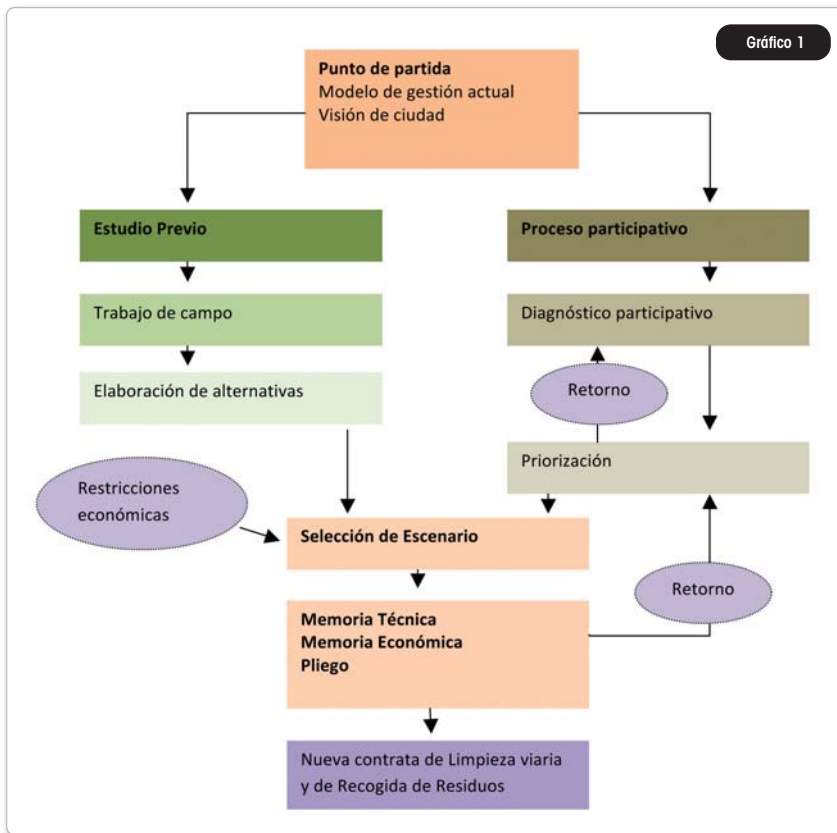 Gráfico 1
Punto de partida
Modelo de gestión actual
Visión de ciudad
Estudio Previo
Proceso participativo
Trabajo de campo
Diagnóstico participativo
Elaboración de alternativas
Retorno
Priorización
Restricciones
económicas
Selección de Escenario
Retorno
Memoria Técnica
Memoria Económica
Pliego
Nueva contrata de Limpieza viaria
y de Recogida de Residuos